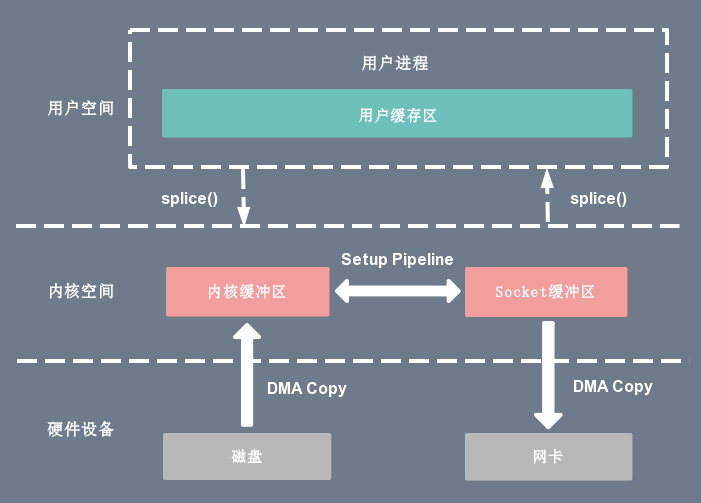 用户进程
用户空间
用户缓存区
splice()
splice()
Setup Pipeline
内核空间
内核缓冲区
Socket缓冲区
DMA Copy
DMA Copy
硬件设备
磁盘
网卡